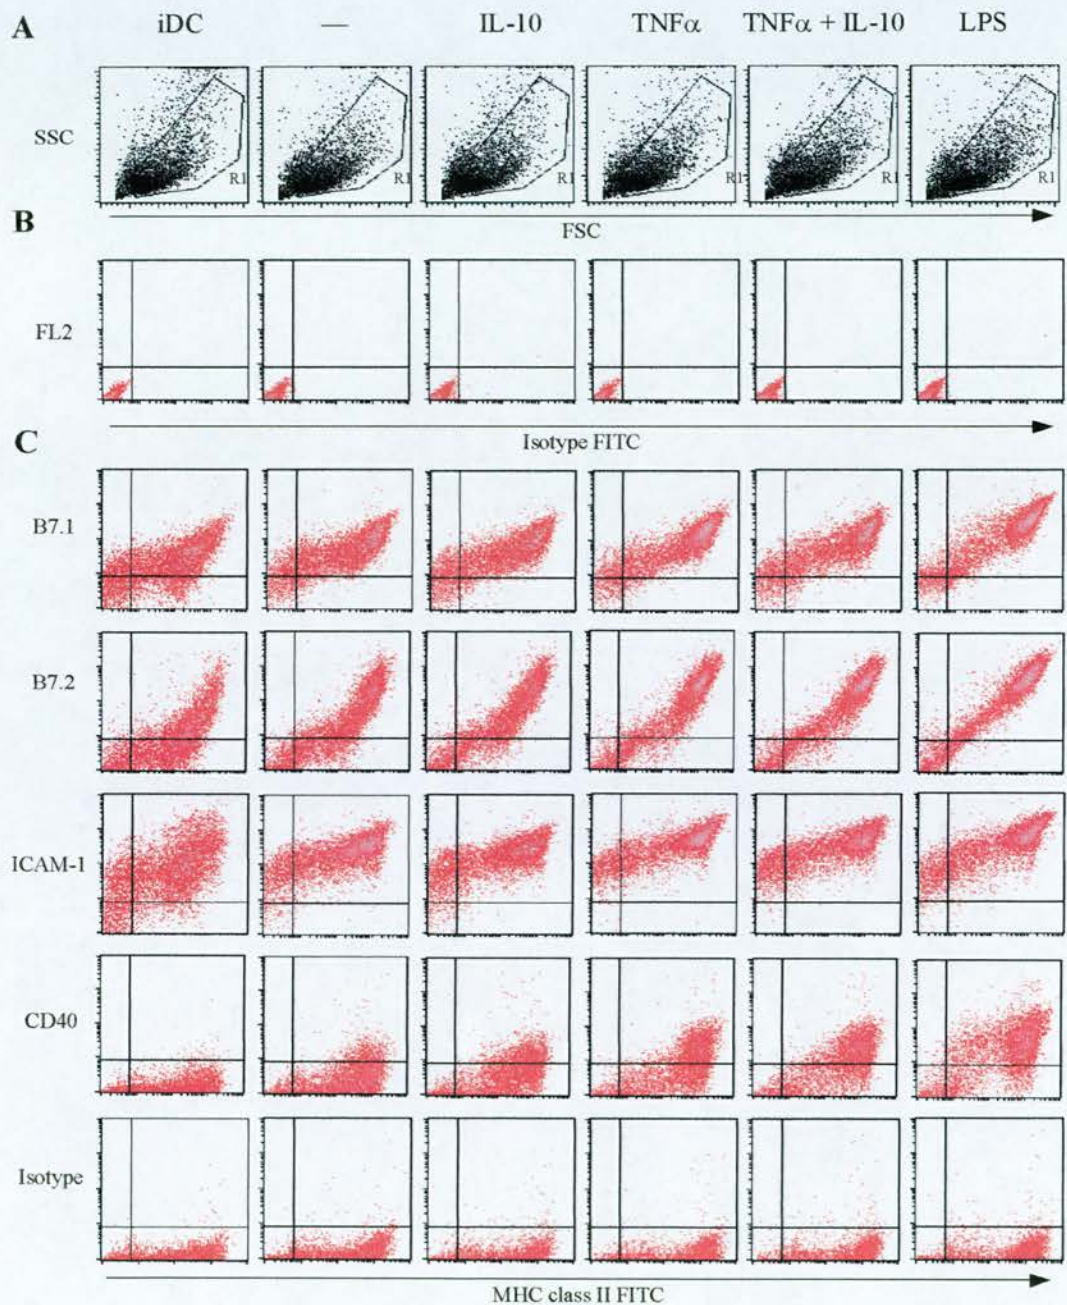 A
iDC — IL-10 TNFα TNFα + IL-10 LPS
SSC
R1 R1 R1 R1 R1 R1
FSC
B
FL2
Isotype FITC
C
B7.1
B7.2
ICAM-1
CD40
Isotype
MHC class II FITC